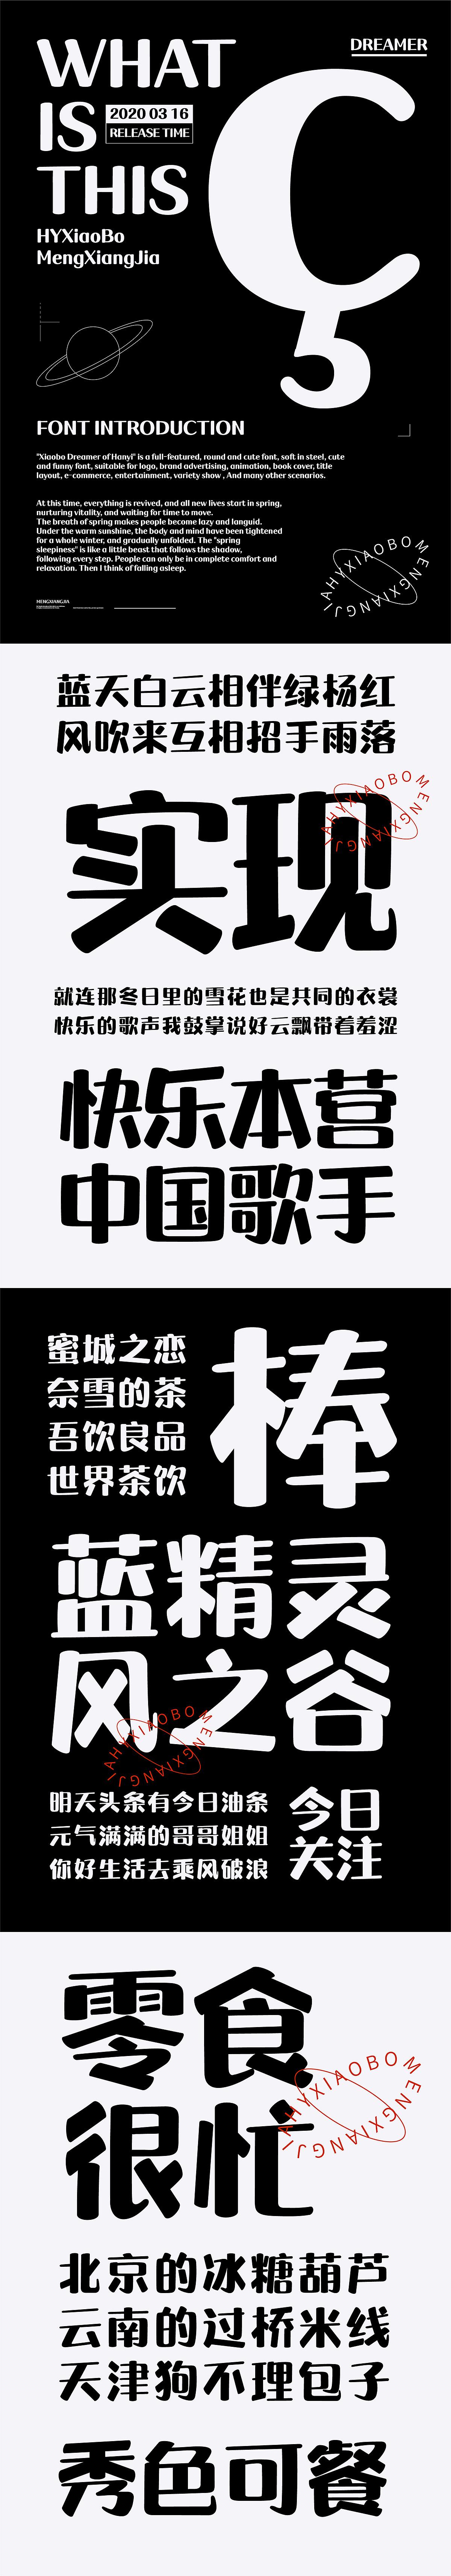 WHAT
IS
THIS
2020 03 16
RELEASE TIME
DREAMER
Ç
HYXiaoBo
MengXiangJia
FONT INTRODUCTION
"Xiaobo Dreamer of Hanyi" is a full-featured, round and cute font, soft in steel, cute
and funny font, suitable for logo, brand advertising, animation, book cover, title
layout, e-commerce, entertainment, variety show , And many other scenarios.
At this time, everything is revived, and all new lives start in spring,
nurturing vitality, and waiting for time to move.
The breath of spring makes people become lazy and languid.
Under the warm sunshine, the body and mind have been tightened
for a whole winter, and gradually unfolded. The "spring
sleepiness" is like a little beast that follows the shadow,
following every step. People can only be in complete comfort and
relaxation. Then I think of falling asleep.
MENGXIANGJIA
HYXIAOBO MENGXIANGJIA
蓝天白云相伴绿杨红
风吹来互相招手雨落
实现
HYXIAOBO MENGXIANGJIA
就连那冬日里的雪花也是共同的衣裳
快乐的歌声我鼓掌说好云飘带着羞涩
快乐本营
中国歌手
蜜城之恋
奈雪的茶
吾饮良品
世界茶饮
棒
蓝精灵
风之谷
HYXIAOBO MENGXIANGJIA
明天头条有今日油条
元气满满的哥哥姐姐
你好生活去乘风破浪
今日
关注
零食
很忙
HYXIAOBO MENGXIANGJIA
北京的冰糖葫芦
云南的过桥米线
天津狗不理包子
秀色可餐